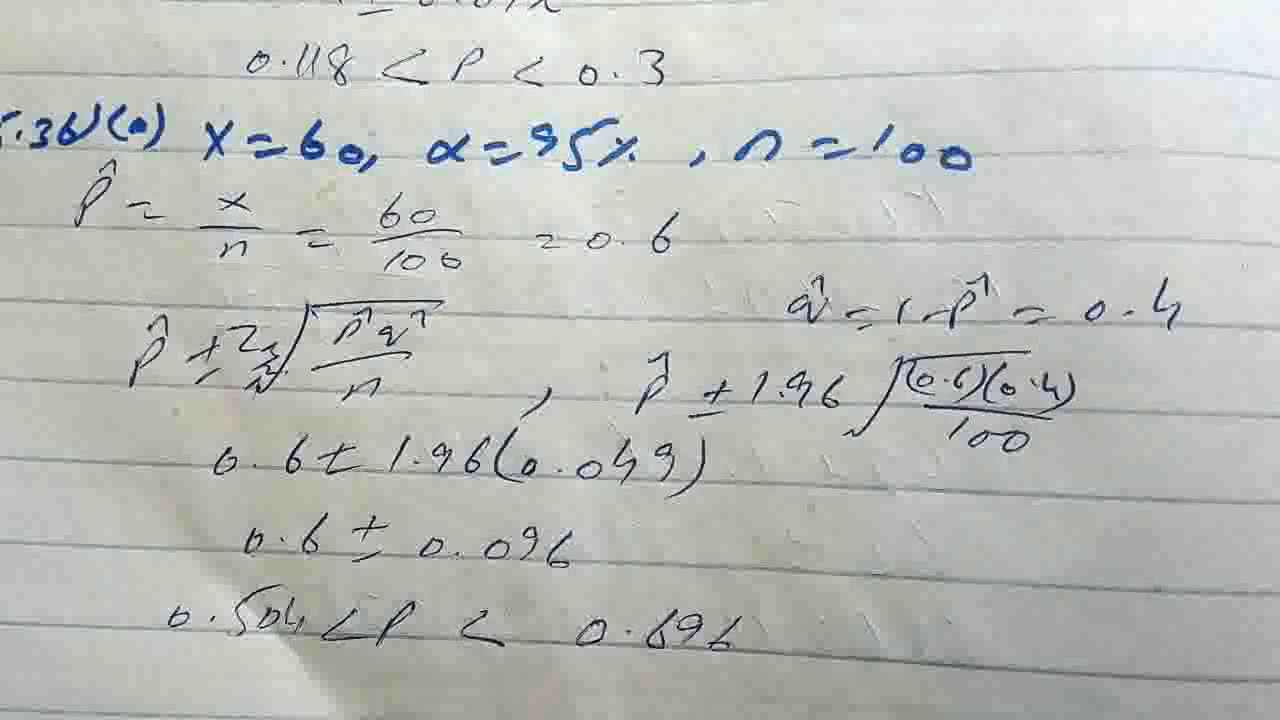 0.118 < P < 0.3
.36)(a) x = 60, α = 95%, n = 100
p̂ = x/n = 60/100 = 0.6
q̂ = 1 - p̂ = 0.4
p̂ ± Z √(p̂ q̂/n), p̂ ± 1.96 √((0.6)(0.4)/100)
0.6 ± 1.96(0.049)
0.6 ± 0.096
0.504 < P < 0.696